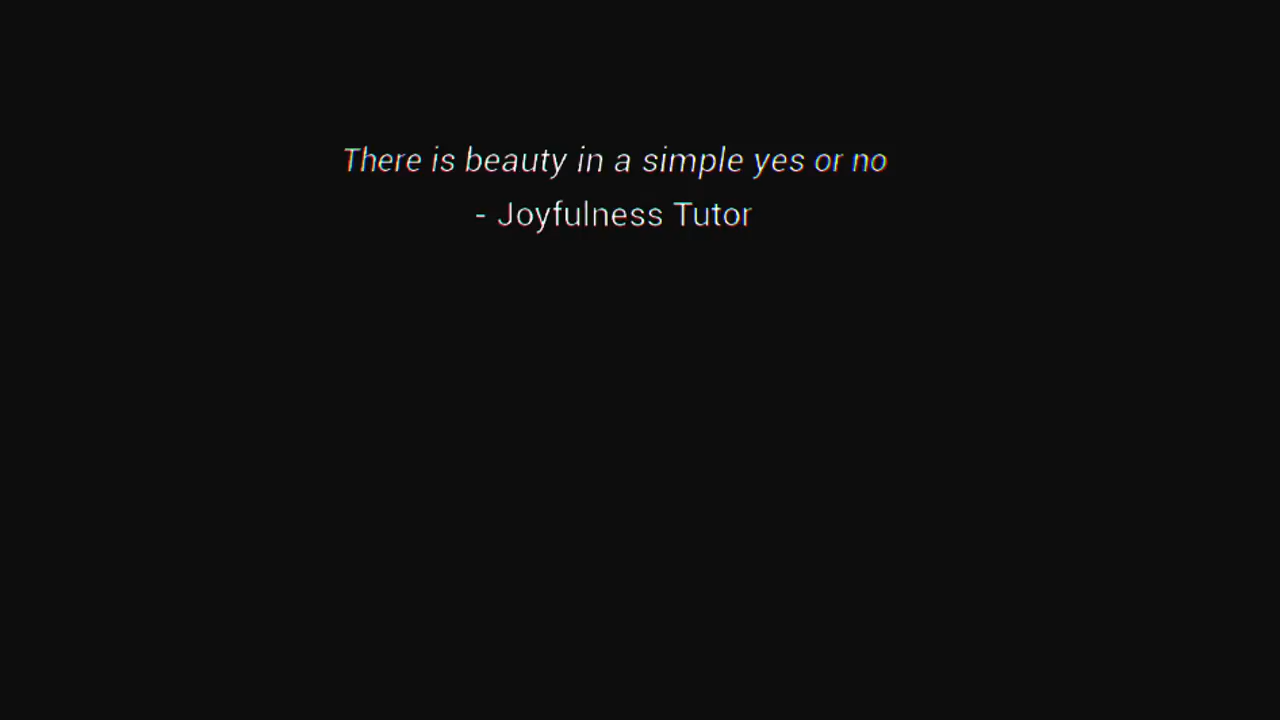 There is beauty in a simple yes or no
- Joyfulness Tutor